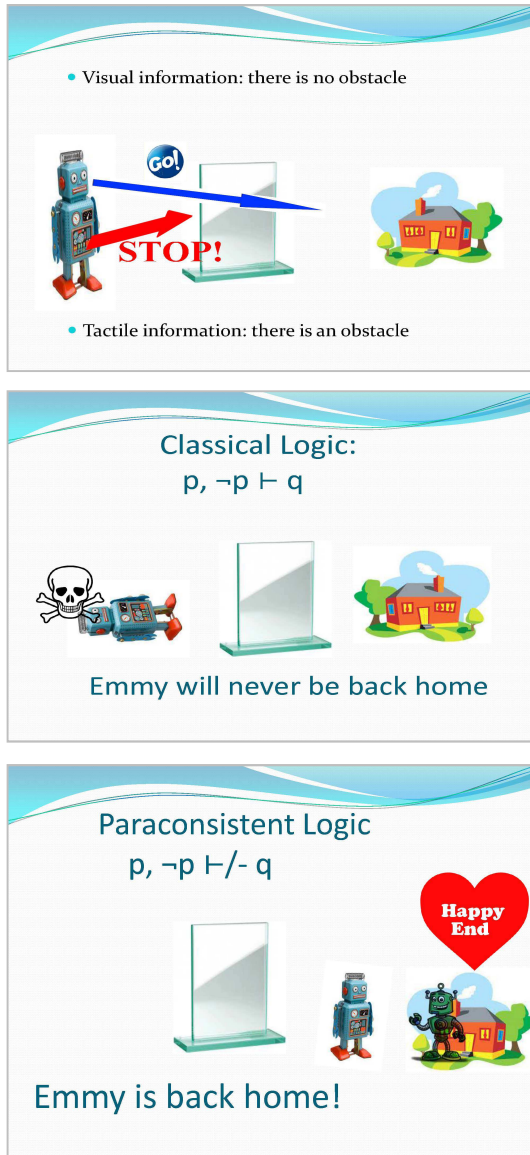 • Visual information: there is no obstacle
GO!
STOP!
• Tactile information: there is an obstacle
Classical Logic:
p, ¬p ⊢ q
Emmy will never be back home
Paraconsistent Logic
p, ¬p ⊢/- q
Happy
End
Emmy is back home!